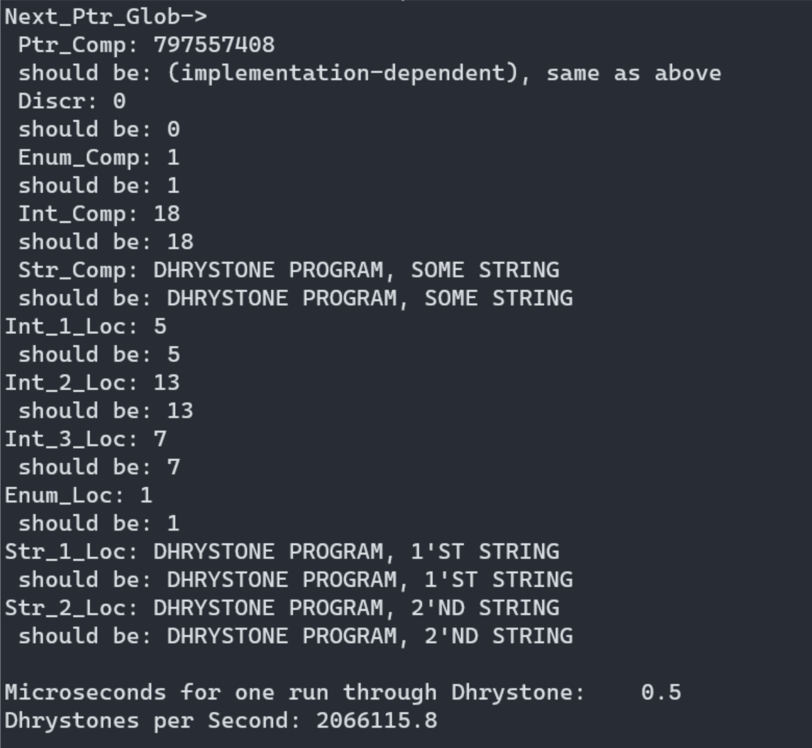 Next_Ptr_Glob->
 Ptr_Comp: 797557408
 should be: (implementation-dependent), same as above
 Discr: 0
 should be: 0
 Enum_Comp: 1
 should be: 1
 Int_Comp: 18
 should be: 18
 Str_Comp: DHRYSTONE PROGRAM, SOME STRING
 should be: DHRYSTONE PROGRAM, SOME STRING
Int_1_Loc: 5
 should be: 5
Int_2_Loc: 13
 should be: 13
Int_3_Loc: 7
 should be: 7
Enum_Loc: 1
 should be: 1
Str_1_Loc: DHRYSTONE PROGRAM, 1'ST STRING
 should be: DHRYSTONE PROGRAM, 1'ST STRING
Str_2_Loc: DHRYSTONE PROGRAM, 2'ND STRING
 should be: DHRYSTONE PROGRAM, 2'ND STRING

Microseconds for one run through Dhrystone:    0.5
Dhrystones per Second: 2066115.8